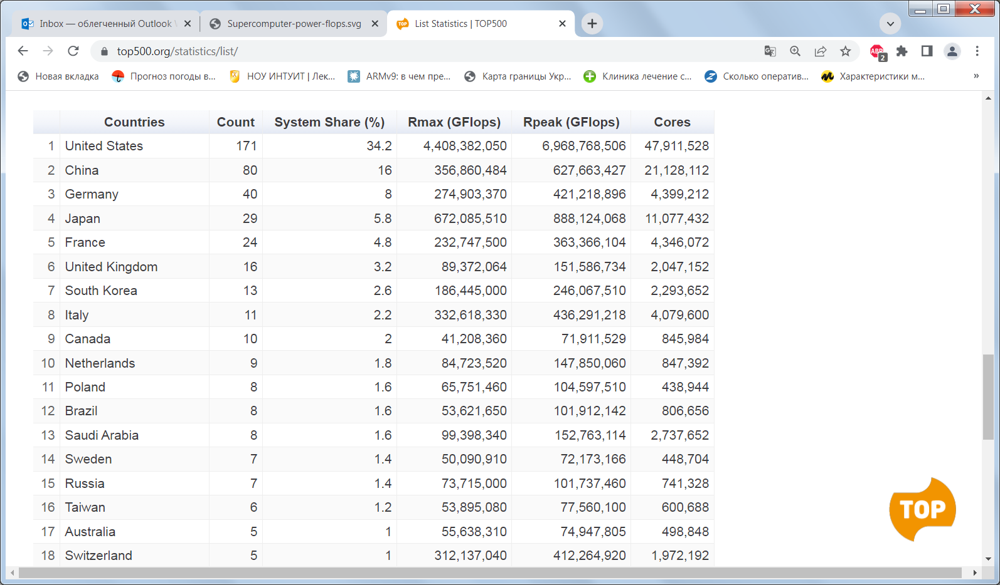 Inbox — облегченный Outlook
Supercomputer-power-flops.svg
TOP
List Statistics | TOP500
top500.org/statistics/list/
ABP
2
Новая вкладка
Прогноз погоды в...
НОУ ИНТУИТ | Лек...
ARMv9: в чем пре...
Карта границы Укр...
Клиника лечение с...
Сколько оператив...
Характеристики м...
»
Countries Count System Share (%) Rmax (GFlops) Rpeak (GFlops) Cores
1 United States 171 34.2 4,408,382,050 6,968,768,506 47,911,528
2 China 80 16 356,860,484 627,663,427 21,128,112
3 Germany 40 8 274,903,370 421,218,896 4,399,212
4 Japan 29 5.8 672,085,510 888,124,068 11,077,432
5 France 24 4.8 232,747,500 363,366,104 4,346,072
6 United Kingdom 16 3.2 89,372,064 151,586,734 2,047,152
7 South Korea 13 2.6 186,445,000 246,067,510 2,293,652
8 Italy 11 2.2 332,618,330 436,291,218 4,079,600
9 Canada 10 2 41,208,360 71,911,529 845,984
10 Netherlands 9 1.8 84,723,520 147,850,060 847,392
11 Poland 8 1.6 65,751,460 104,597,510 438,944
12 Brazil 8 1.6 53,621,650 101,912,142 806,656
13 Saudi Arabia 8 1.6 99,398,340 152,763,114 2,737,652
14 Sweden 7 1.4 50,090,910 72,173,166 448,704
15 Russia 7 1.4 73,715,000 101,737,460 741,328
16 Taiwan 6 1.2 53,895,080 77,560,100 600,688
17 Australia 5 1 55,638,310 74,947,805 498,848
18 Switzerland 5 1 312,137,040 412,264,920 1,972,192
TOP